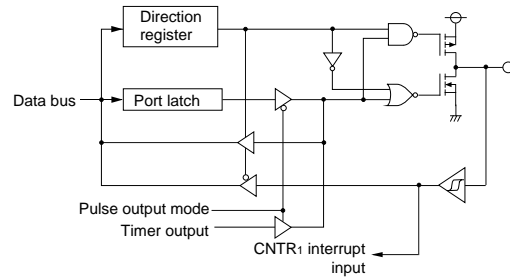 Direction
register
Data bus
Port latch
Pulse output mode
Timer output
CNTR1 interrupt
input